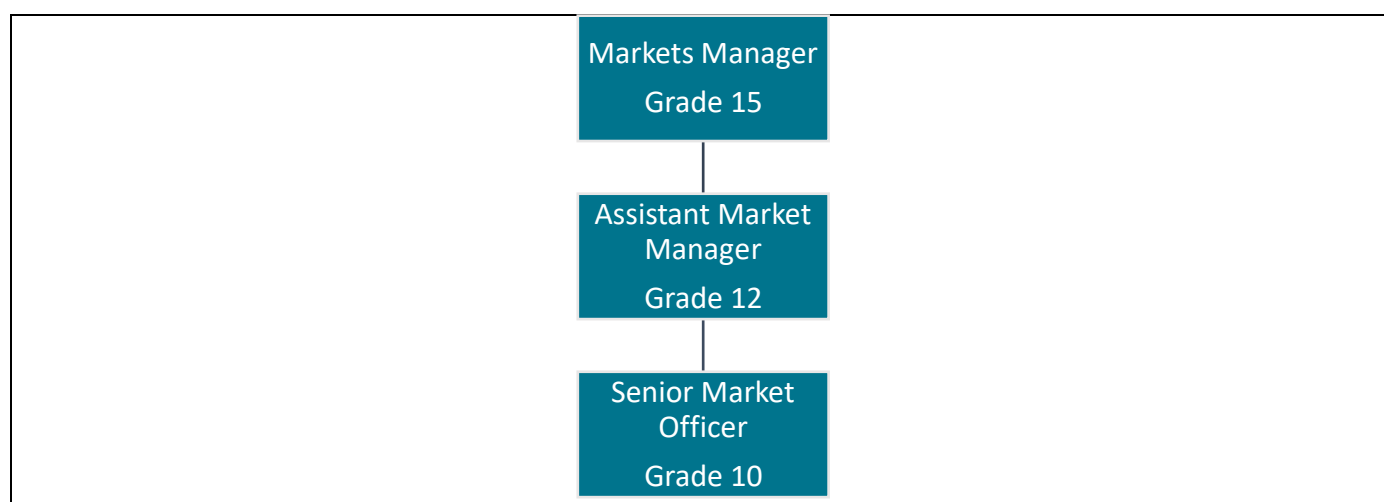 Markets Manager
Grade 15
Assistant Market
Manager
Grade 12
Senior Market
Officer
Grade 10